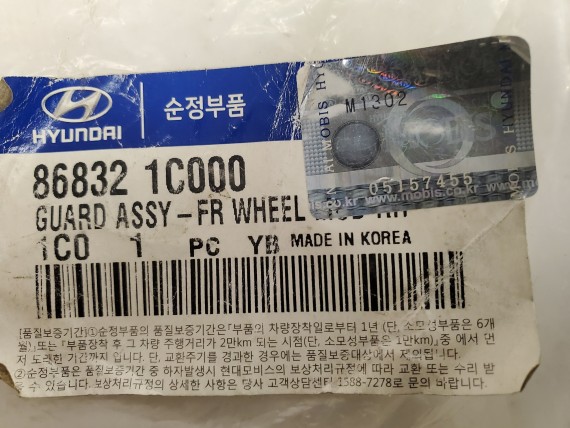 HYUNDAI
순정부품
M1302
05157455
www.mobis.co.kr
86832 1C000
GUARD ASSY-FR WHEEL
1C0 1 PC YB MADE IN KOREA
[품질보증기간]①순정부품의 품질보증기간은『부품의 차량장착일로부터 1년 (단, 소모성부품은 6개
월),또는『부품장착 후 그 차량 주행거리가 2만km 되는 시점(단, 소모성부품은 1만km)』중 에서 먼
저 도래한 기간까지 입니다. 단, 교환주기를 경과한 경우에는 품질보증대상에서 제외됩니다.
②순정부품은 품질보증기간 중 하자발생시 현대모비스의 보상처리규정에 따라 교환 또는 수리 받
을 수 있습니다. 보상처리규정의 상세한 사항은 당사 고객상담센터 1588-7278로 문의 바랍니다.